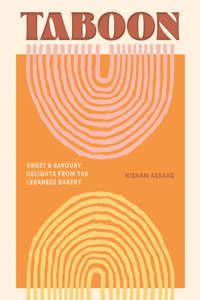 TABOON
SWEET & SAVOURY
DELIGHTS FROM THE
LEBANESE BAKERY
HISHAM ASSAAD